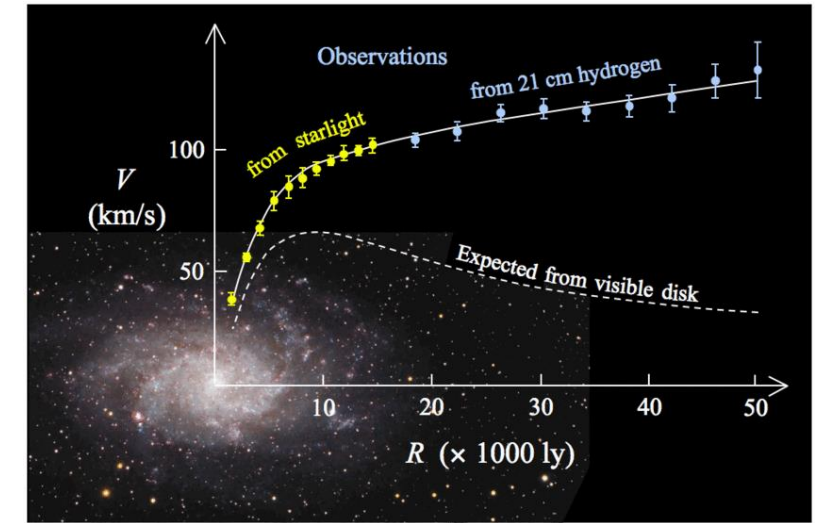 Observations
from starlight
from 21 cm hydrogen
100
V
(km/s)
50
Expected from visible disk
10 20 30 40 50
R (× 1000 ly)